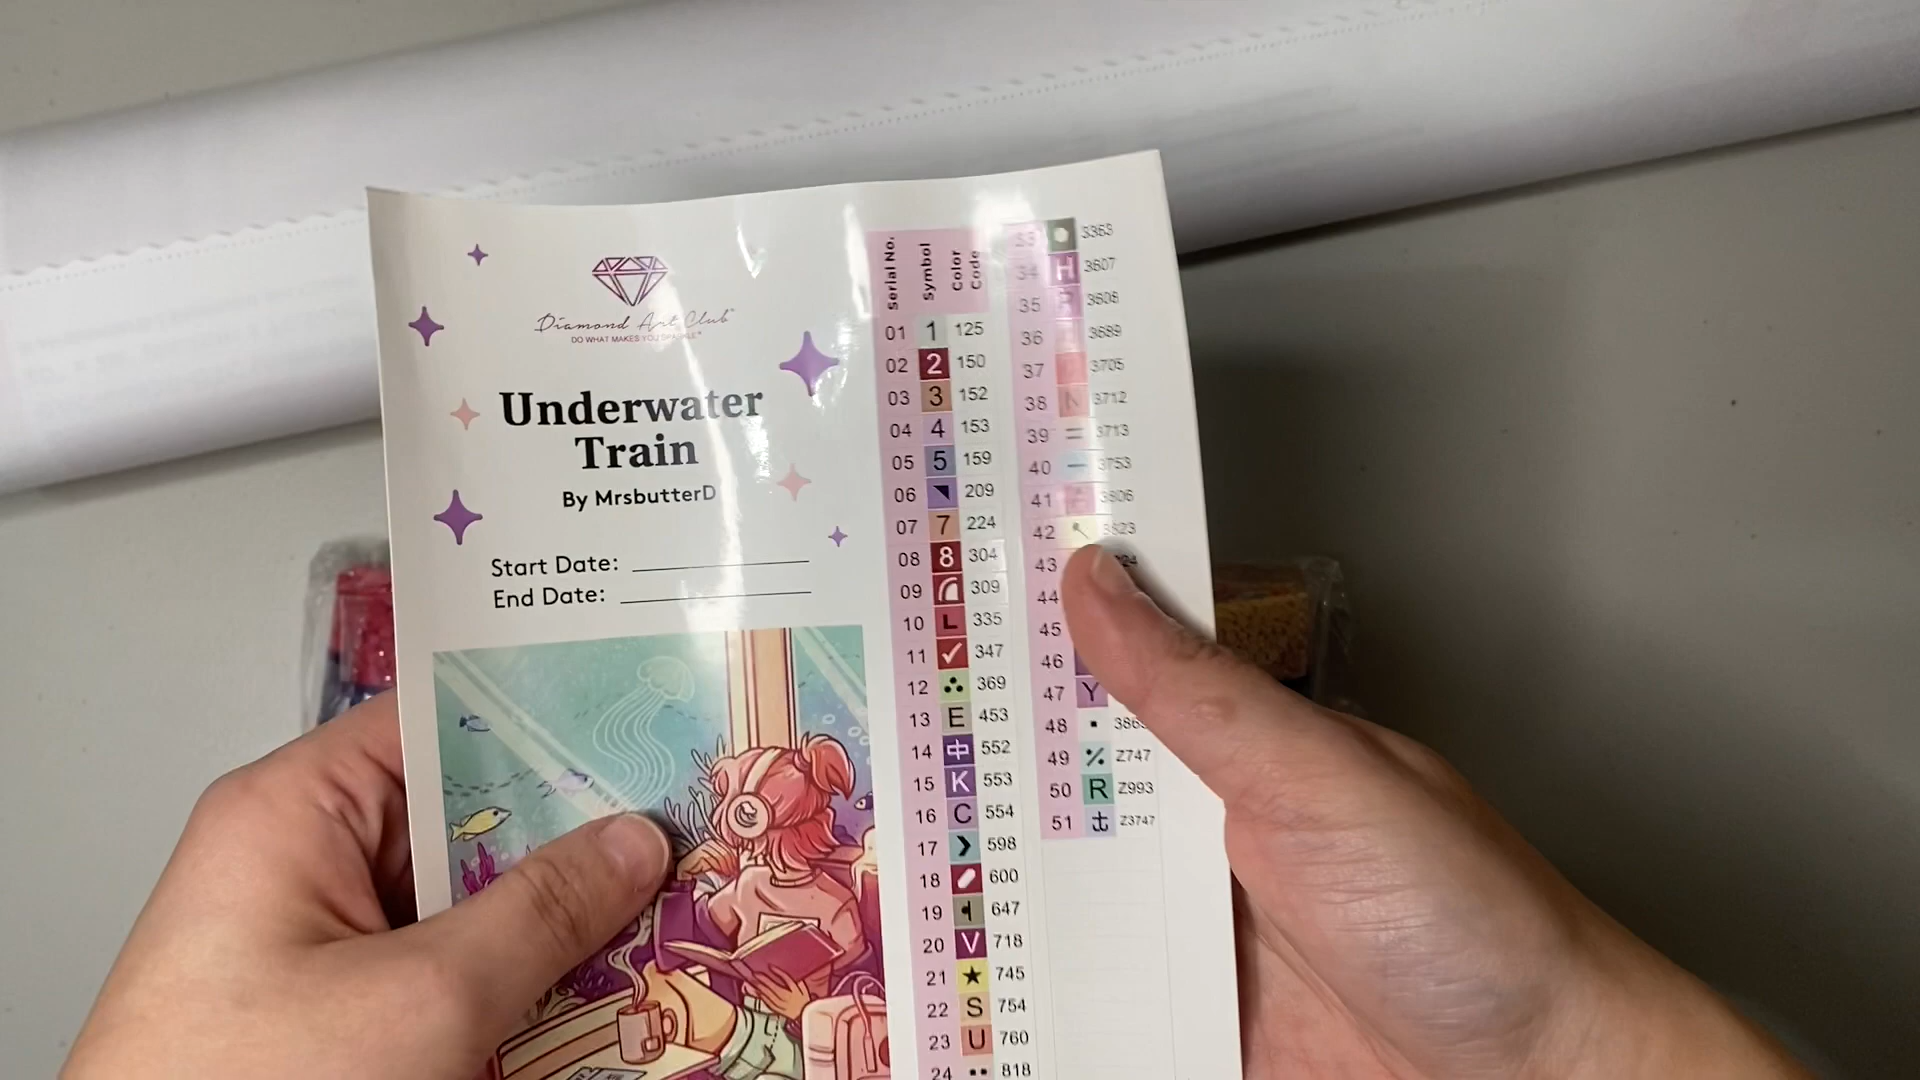 Diamond Art Club™
DO WHAT MAKES YOU SPARKLE®
Underwater
Train
By MrsbutterD
Start Date:
End Date:
Serial No. Symbol Color Code
01 1 125
02 2 150
03 3 152
04 4 153
05 5 159
06 209
07 7 224
08 8 304
09 309
10 L 335
11 ✓ 347
12 369
13 E 453
14 中 552
15 K 553
16 C 554
17 598
18 600
19 647
20 V 718
21 ★ 745
22 S 754
23 U 760
24 •• 818
33 3363
34 H 3607
35 P 3608
36 3689
37 3705
38 N 3712
39 = 3713
40 – 3753
41 3806
42 3823
43
44
45
46
47 Y
48 ▪
49 ٪ Z747
50 R Z993
51 ⚓ Z3747